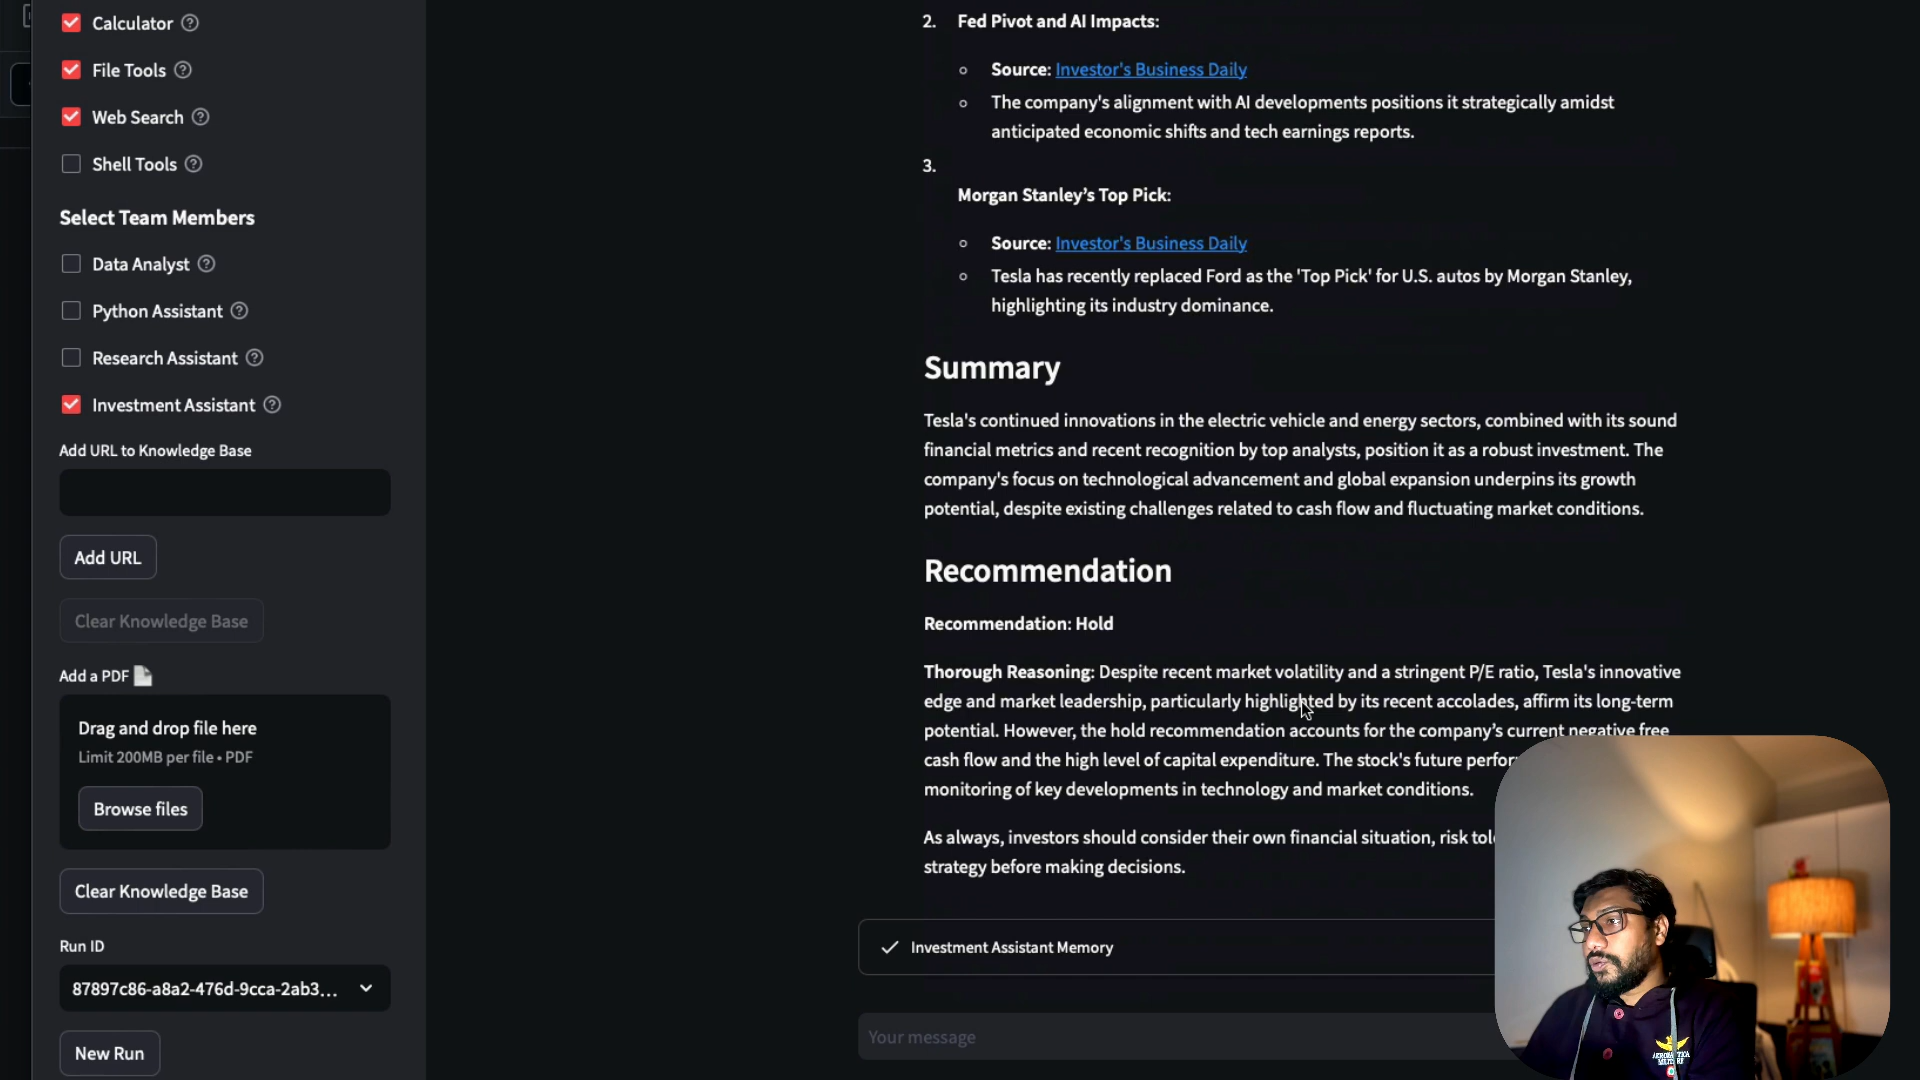 Calculator
File Tools
Web Search
Shell Tools
Select Team Members
Data Analyst
Python Assistant
Research Assistant
Investment Assistant
Add URL to Knowledge Base
Add URL
Clear Knowledge Base
Add a PDF
Drag and drop file here
Limit 200MB per file • PDF
Browse files
Clear Knowledge Base
Run ID
87897c86-a8a2-476d-9cca-2ab3...
New Run
2. Fed Pivot and AI Impacts:
Source: Investor's Business Daily
The company's alignment with AI developments positions it strategically amidst
anticipated economic shifts and tech earnings reports.
3.
Morgan Stanley’s Top Pick:
Source: Investor's Business Daily
Tesla has recently replaced Ford as the 'Top Pick' for U.S. autos by Morgan Stanley,
highlighting its industry dominance.
Summary
Tesla's continued innovations in the electric vehicle and energy sectors, combined with its sound
financial metrics and recent recognition by top analysts, position it as a robust investment. The
company's focus on technological advancement and global expansion underpins its growth
potential, despite existing challenges related to cash flow and fluctuating market conditions.
Recommendation
Recommendation: Hold
Thorough Reasoning: Despite recent market volatility and a stringent P/E ratio, Tesla's innovative
edge and market leadership, particularly highlighted by its recent accolades, affirm its long-term
potential. However, the hold recommendation accounts for the company’s current negative free
cash flow and the high level of capital expenditure. The stock's future
monitoring of key developments in technology and market conditions.
As always, investors should consider their own financial situation, risk
strategy before making decisions.
Investment Assistant Memory
Your message